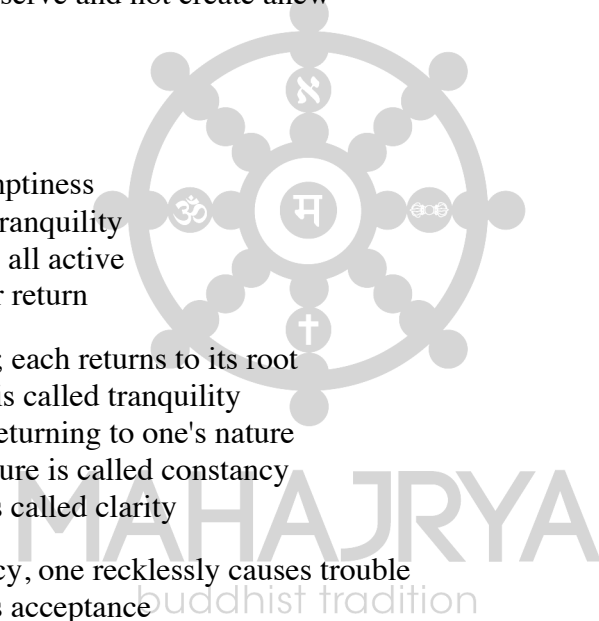 serve and not create anew
mptiness
ranquility
all active
r return
; each returns to its root
is called tranquility
eturning to one's nature
ure is called constancy
s called clarity
cy, one recklessly causes trouble
s acceptance
א
ॐ
म
MAHAJRYA
buddhist tradition